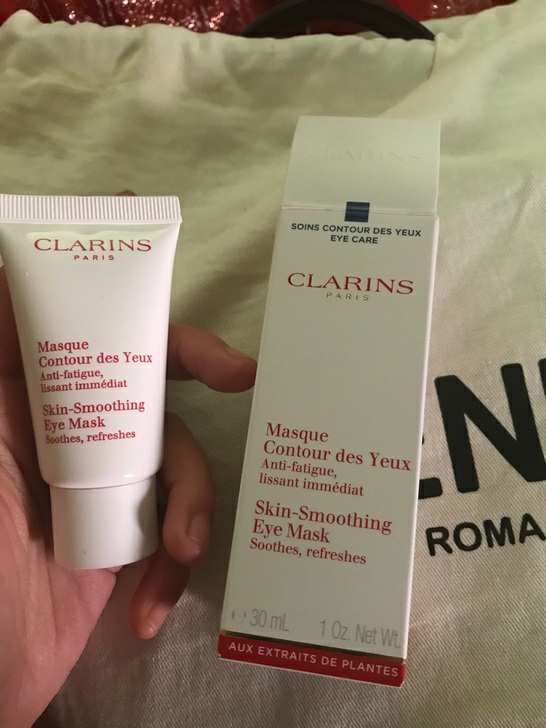 CLARINS
PARIS
Masque
Contour des Yeux
Anti-fatigue,
lissant immédiat
Skin-Smoothing
Eye Mask
Soothes, refreshes
CLARINS
SOINS CONTOUR DES YEUX
EYE CARE
CLARINS
PARIS
Masque
Contour des Yeux
Anti-fatigue,
lissant immédiat
Skin-Smoothing
Eye Mask
Soothes, refreshes
30 mL 1 Oz. Net Wt.
AUX EXTRAITS DE PLANTES
ROMA